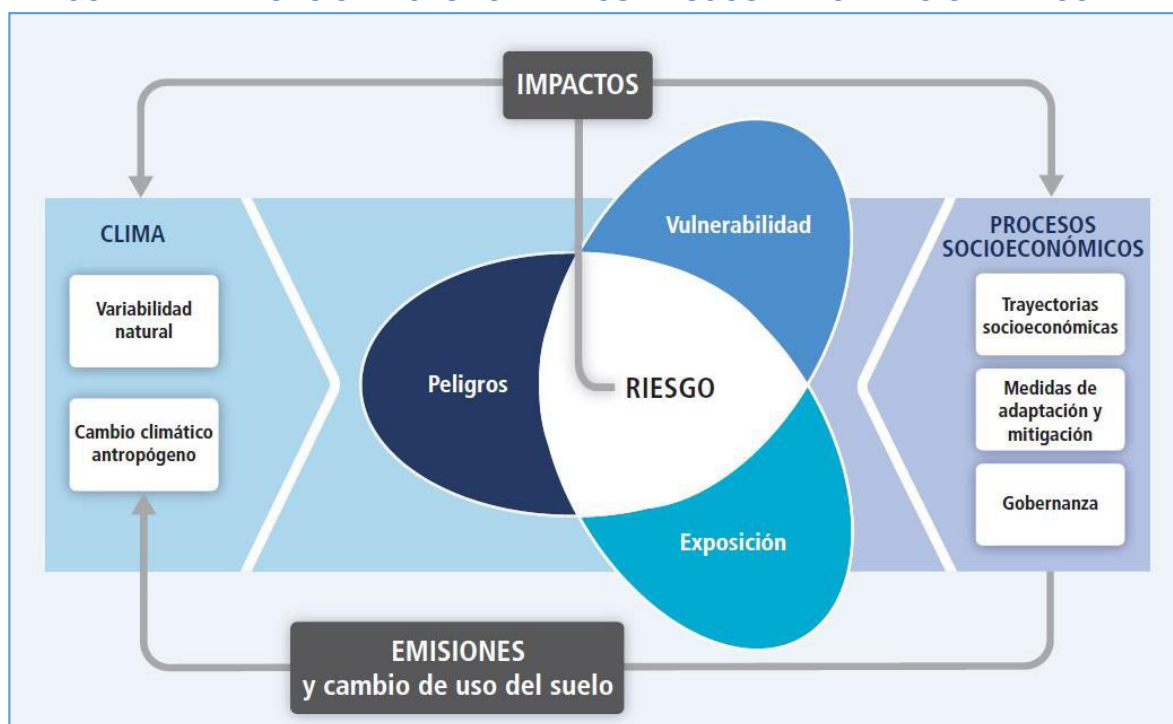 IMPACTOS
CLIMA
Variabilidad
natural
Cambio climático
antropógeno
Peligros
Vulnerabilidad
RIESGO
Exposición
PROCESOS
SOCIOECONÓMICOS
Trayectorias
socioeconómicas
Medidas de
adaptación y
mitigación
Gobernanza
EMISIONES
y cambio de uso del suelo